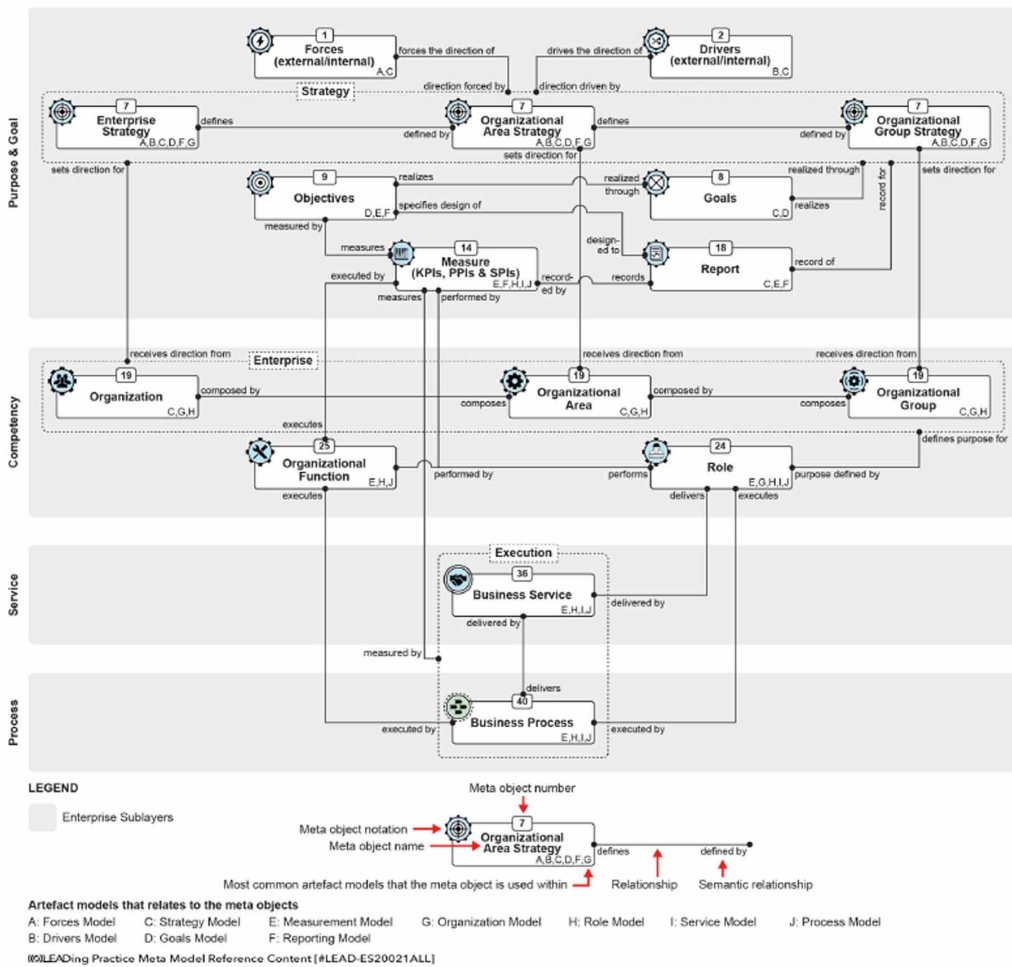 1
Forces
(external/internal)
A,C
forces the direction of
direction forced by
2
Drivers
(external/internal)
B,C
drives the direction of
direction driven by
Strategy
Purpose & Goal
7
Enterprise
Strategy
A,B,C,D,F,G
defines
defined by
7
Organizational
Area Strategy
A,B,C,D,F,G
defines
defined by
7
Organizational
Group Strategy
A,B,C,D,F,G
sets direction for
sets direction for
sets direction for
9
Objectives
D,E,F
realizes
realized
through
specifies design of
design-
ed to
measured by
8
Goals
C,D
realized through
realizes
record for
measures
14
Measure
(KPIs, PPIs & SPIs)
E,F,H,I,J
executed by
measures
performed by
record-
ed by
records
18
Report
C,E,F
record of
receives direction from
receives direction from
receives direction from
Enterprise
Competency
19
Organization
C,G,H
composed by
composes
19
Organizational
Area
C,G,H
composed by
composes
19
Organizational
Group
C,G,H
executes
defines purpose for
25
Organizational
Function
E,H,J
executes
performed by
performs
24
Role
E,G,H,I,J
purpose defined by
delivers
executes
Service
Execution
36
Business Service
E,H,I,J
delivered by
delivered by
measured by
Process
delivers
40
Business Process
E,H,I,J
executed by
executed by
LEGEND
Enterprise Sublayers
Meta object number
Meta object notation
Meta object name
7
Organizational
Area Strategy
A,B,C,D,F,G
defines
defined by
Most common artefact models that the meta object is used within
Relationship
Semantic relationship
Artefact models that relates to the meta objects
A: Forces Model C: Strategy Model E: Measurement Model G: Organization Model H: Role Model I: Service Model J: Process Model
B: Drivers Model D: Goals Model F: Reporting Model
LEADing Practice Meta Model Reference Content [#LEAD-ES20021ALL]